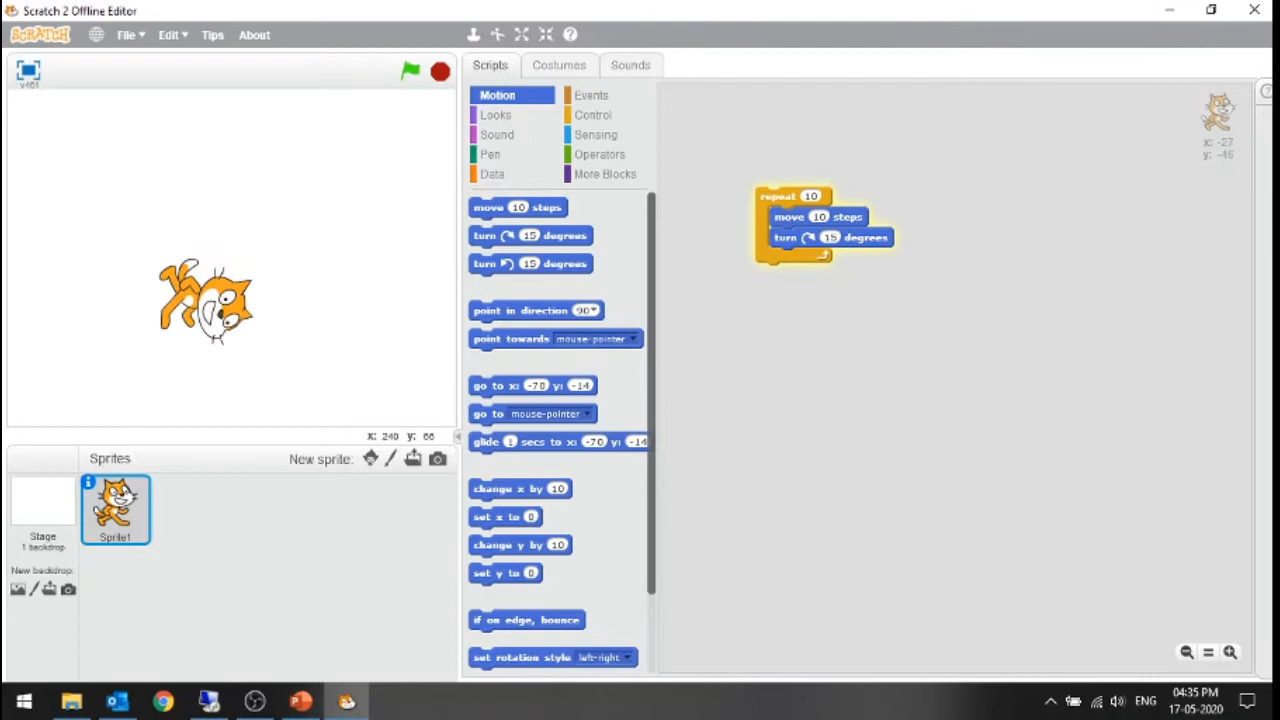 Scratch 2 Offline Editor
SCRATCH File Edit Tips About
v461
Scripts Costumes Sounds
Motion Events
Looks Control
Sound Sensing
Pen Operators
Data More Blocks
x: -27
y: -46
move 10 steps
turn 15 degrees
turn 15 degrees
point in direction 90
point towards mouse-pointer
go to x: -70 y: -14
go to mouse-pointer
glide 1 secs to x: -70 y: -14
change x by 10
set x to 0
change y by 10
set y to 0
if on edge, bounce
set rotation style left-right
repeat 10
move 10 steps
turn 15 degrees
x: 240 y: 66
Sprites New sprite:
Stage
1 backdrop
New backdrop:
Sprite1
ENG
04:35 PM
17-05-2020